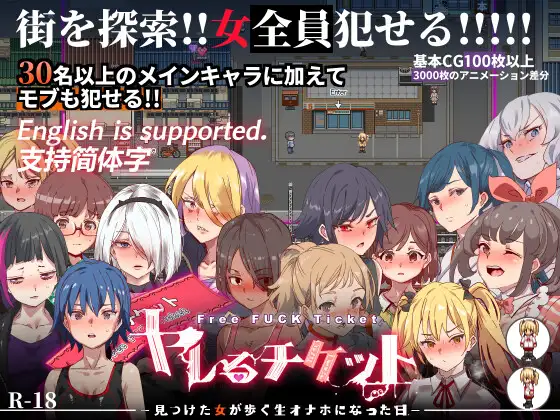 街を探索!!女全員犯せる!!!!!
30名以上のメインキャラに加えて
モブも犯せる!!
基本CG100枚以上
3000枚のアニメーション差分
English is supported.
支持简体字
Enter
Free FUCK Ticket
ヤれるチケット
R-18
-見つけた女が歩く生オナホになった日-